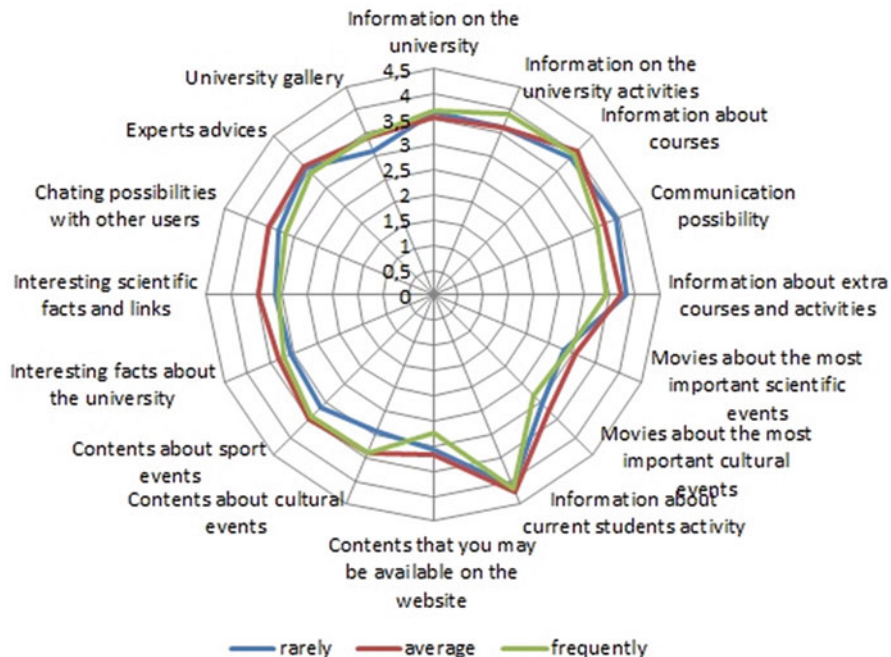 Information on the
university
Information on the
university activities
Information about
courses
Communication
possibility
Information about extra
courses and activities
Movies about the most
important scientific
events
Movies about the most
important cultural
events
Information about
current students activity
Contents that you may
be available on the
website
Contents about cultural
events
Contents about sport
events
Interesting facts about
the university
Interesting scientific
facts and links
Chating possibilities
with other users
Experts advices
University gallery
4,5
4
3,5
3
2,5
2
1,5
1
0,5
0
rarely
average
frequently